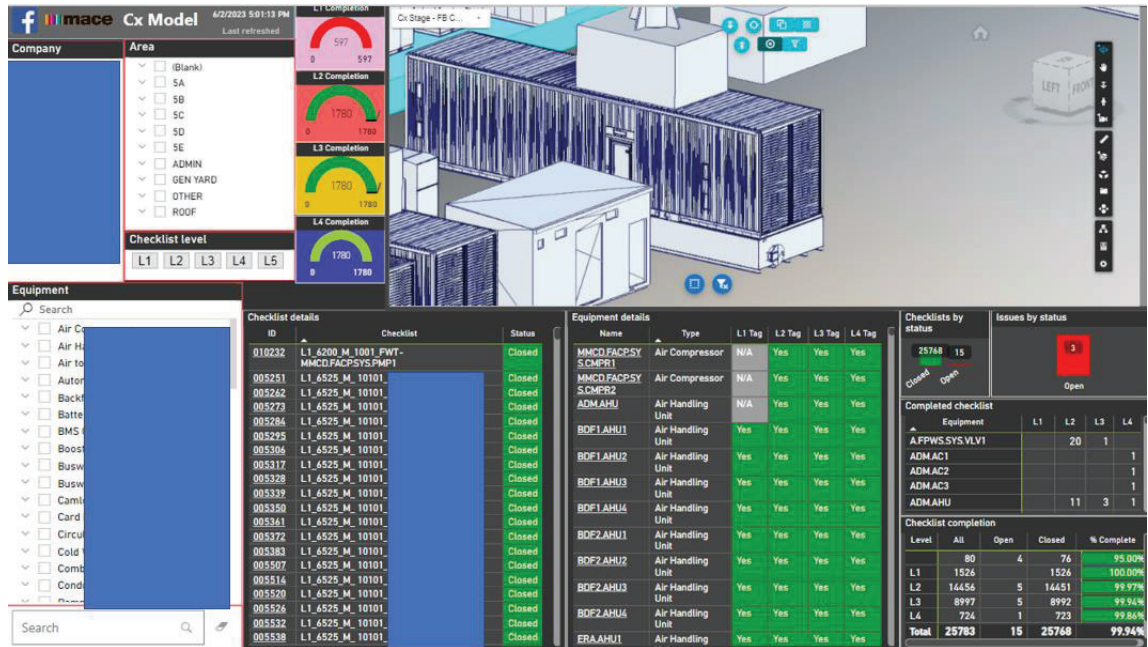 f mace Cx Model 6/2/2023 5:01:13 PM
Last refreshed
Company
Area
(Blank)
5A
5B
5C
5D
5E
ADMIN
GEN YARD
OTHER
ROOF
Checklist level
L1 L2 L3 L4 L5
L1 Completion
597
0 597
L2 Completion
1780
0 1780
L3 Completion
1780
0 1780
L4 Completion
1780
0 1780
Cx Stage - FB C...
LEFT FRONT
Equipment
Search
Air
Air
Air to
BMS
Card
Cold
Search
Checklist details
ID Checklist Status
010232 L1_6200_M_1001_FWT- Closed
MMCD.FACP.SYS.PMP1
005251 L1_6525_M_10101_ Closed
005262 L1_6525_M_10101_ Closed
005273 L1_6525_M_10101_ Closed
005284 L1_6525_M_10101_ Closed
005295 L1_6525_M_10101_ Closed
005306 L1_6525_M_10101_ Closed
005317 L1_6525_M_10101_ Closed
005328 L1_6525_M_10101_ Closed
005339 L1_6525_M_10101_ Closed
005350 L1_6525_M_10101_ Closed
005361 L1_6525_M_10101_ Closed
005372 L1_6525_M_10101_ Closed
005383 L1_6525_M_10101_ Closed
005507 L1_6525_M_10101_ Closed
005514 L1_6525_M_10101_ Closed
005520 L1_6525_M_10101_ Closed
005526 L1_6525_M_10101_ Closed
005532 L1_6525_M_10101_ Closed
005538 L1_6525_M_10101_ Closed
Equipment details
Name Type L1 Tag L2 Tag L3 Tag L4 Tag
MMCD.FACP.SY Air Compressor N/A Yes Yes Yes
S.CMPR1
MMCD.FACP.SY Air Compressor N/A Yes Yes Yes
S.CMPR2
ADM.AHU Air Handling N/A Yes Yes Yes
Unit
BDF1.AHU1 Air Handling Yes Yes Yes Yes
Unit
BDF1.AHU2 Air Handling Yes Yes Yes Yes
Unit
BDF1.AHU3 Air Handling Yes Yes Yes Yes
Unit
BDF1.AHU4 Air Handling Yes Yes Yes Yes
Unit
BDF2.AHU1 Air Handling Yes Yes Yes Yes
Unit
BDF2.AHU2 Air Handling Yes Yes Yes Yes
Unit
BDF2.AHU3 Air Handling Yes Yes Yes Yes
Unit
BDF2.AHU4 Air Handling Yes Yes Yes Yes
Unit
ERA.AHU1 Air Handling Yes Yes Yes Yes
Checklists by
status
25768 15
Closed Open
Issues by status
3
Open
Completed checklist
Equipment L1 L2 L3 L4
A.FPWS.SYS.VLV1 20 1
ADM.AC1 1
ADM.AC2 1
ADM.AC3 1
ADM.AHU 11 3 1
Checklist completion
Level All Open Closed % Complete
80 4 76 95.00%
L1 1526 1526 100.00%
L2 14456 5 14451 99.97%
L3 8997 5 8992 99.94%
L4 724 1 723 99.86%
Total 25783 15 25768 99.94%